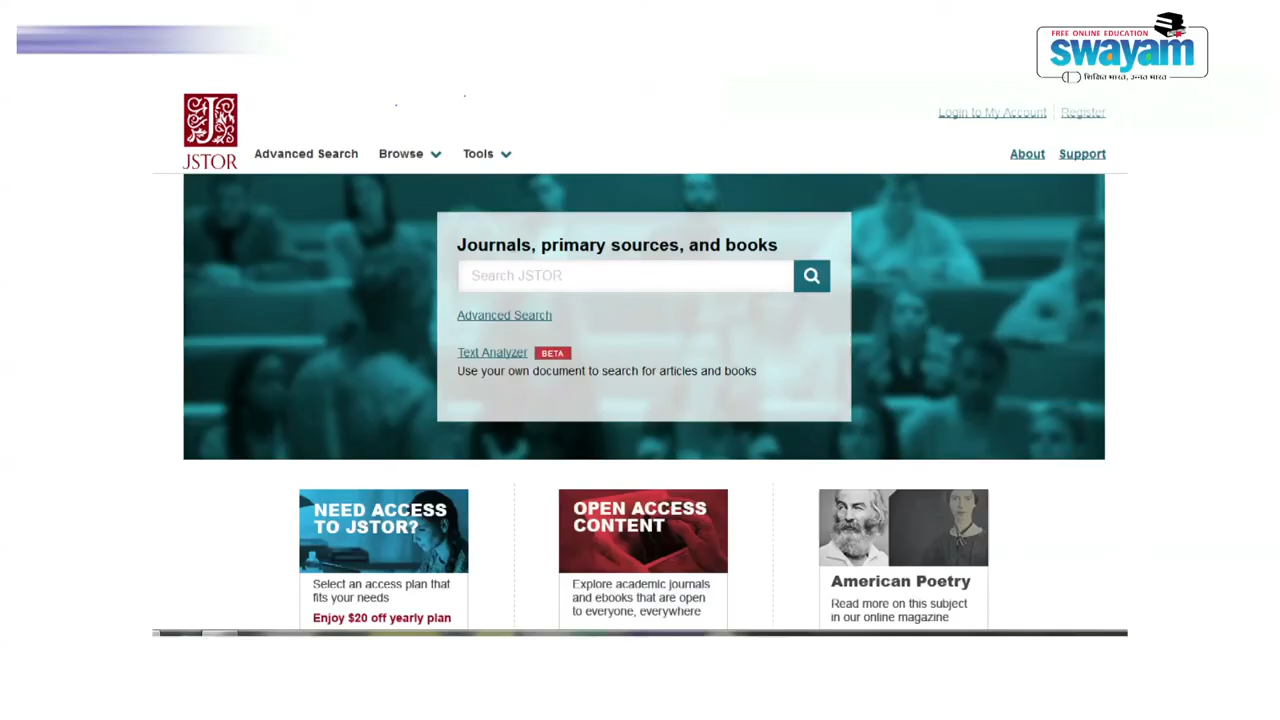 FREE ONLINE EDUCATION
swayam
शिक्षित भारत, उन्नत भारत
Login to My Account Register
JSTOR
Advanced Search Browse Tools About Support
Journals, primary sources, and books
Search JSTOR
Advanced Search
Text Analyzer BETA
Use your own document to search for articles and books
NEED ACCESS
TO JSTOR?
Select an access plan that
fits your needs
Enjoy $20 off yearly plan
OPEN ACCESS
CONTENT
Explore academic journals
and ebooks that are open
to everyone, everywhere
American Poetry
Read more on this subject
in our online magazine